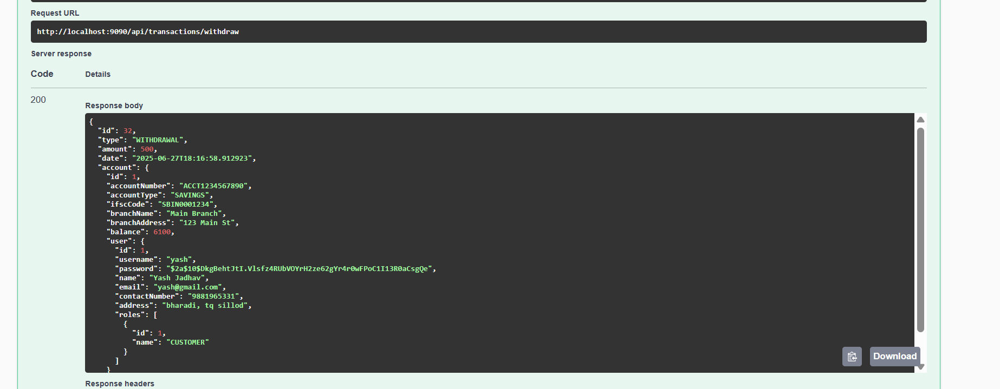 Request URL
http://localhost:9090/api/transactions/withdraw
Server response
Code Details
200
Response body
{
"id": 32,
"type": "WITHDRAWAL",
"amount": 500,
"date": "2025-06-27T18:16:58.912923",
"account": {
"id": 1,
"accountNumber": "ACCT1234567890",
"accountType": "SAVINGS",
"ifscCode": "SBIN0001234",
"branchName": "Main Branch",
"branchAddress": "123 Main St",
"balance": 6100,
"user": {
"id": 1,
"username": "yash",
"password": "$2a$10$DkgBehtJtI.Vlsfz4RUbVOYrH2ze62gYr4r0wFPoC1I13R0aCsgQe",
"name": "Yash Jadhav",
"email": "yash@gmail.com",
"contactNumber": "9881965331",
"address": "bharadi, tq sillod",
"roles": [
{
"id": 1,
"name": "CUSTOMER"
}
]
}
Download
Response headers